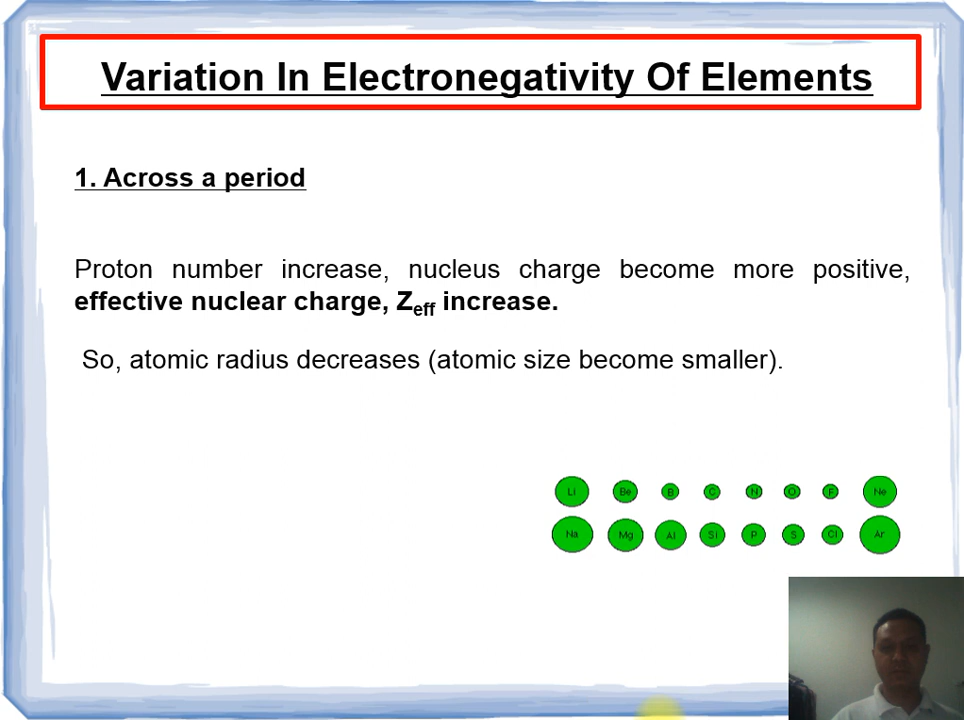 Variation In Electronegativity Of Elements
1. Across a period
Proton number increase, nucleus charge become more positive,
effective nuclear charge, Zeff increase.
So, atomic radius decreases (atomic size become smaller).
Li Be B C N O F Ne
Na Mg Al Si P S Cl Ar